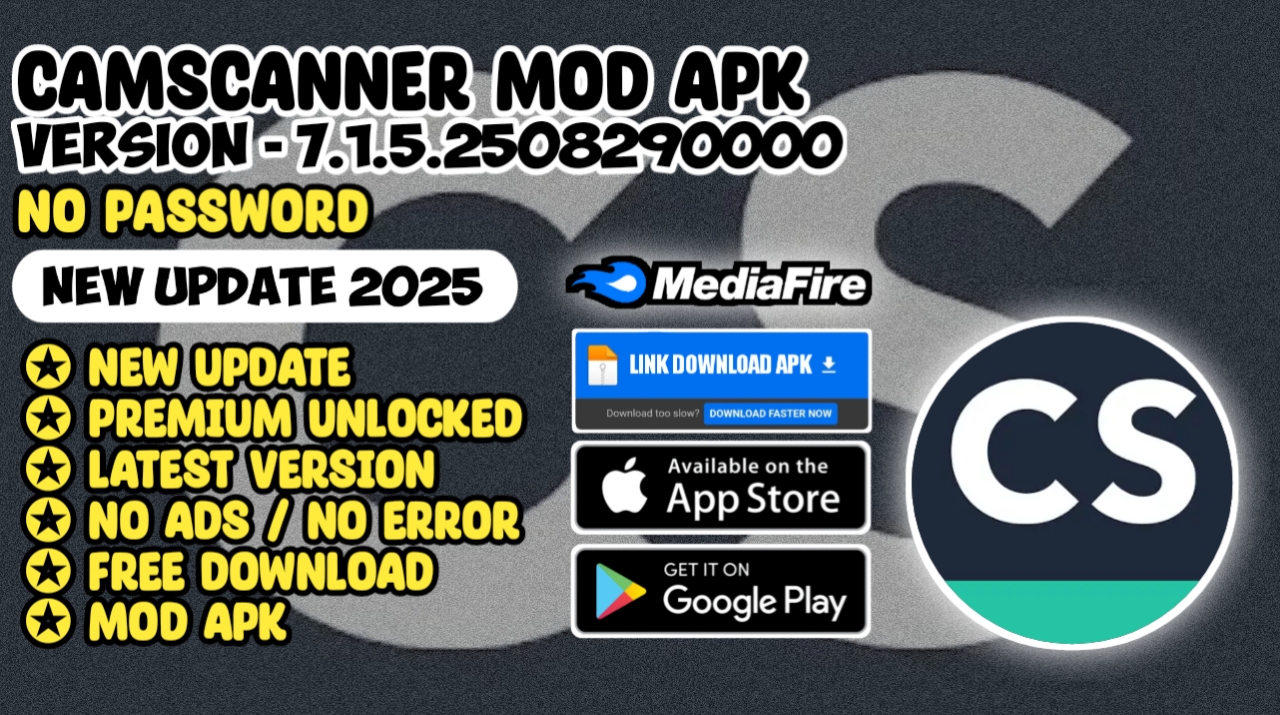 CAMSCANNER MOD APK
VERSION - 7.1.5.2508290000
NO PASSWORD
NEW UPDATE 2025
NEW UPDATE
PREMIUM UNLOCKED
LATEST VERSION
NO ADS / NO ERROR
FREE DOWNLOAD
MOD APK
MediaFire
LINK DOWNLOAD APK
Download too slow? DOWNLOAD FASTER NOW
Available on the
App Store
GET IT ON
Google Play
CS
CS